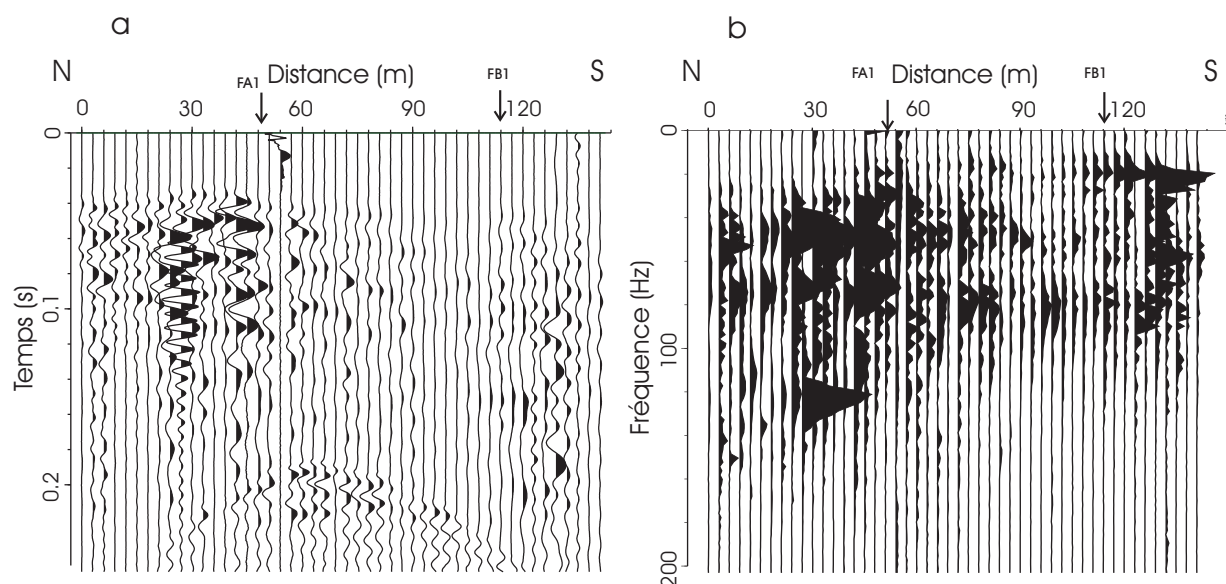 a
N
FA1
Distance (m)
FB1
S
0 30 60 90 120
0
0.1
0.2
Temps (s)
b
N
FA1
Distance (m)
FB1
S
0 30 60 90 120
0
100
200
Fréquence (Hz)